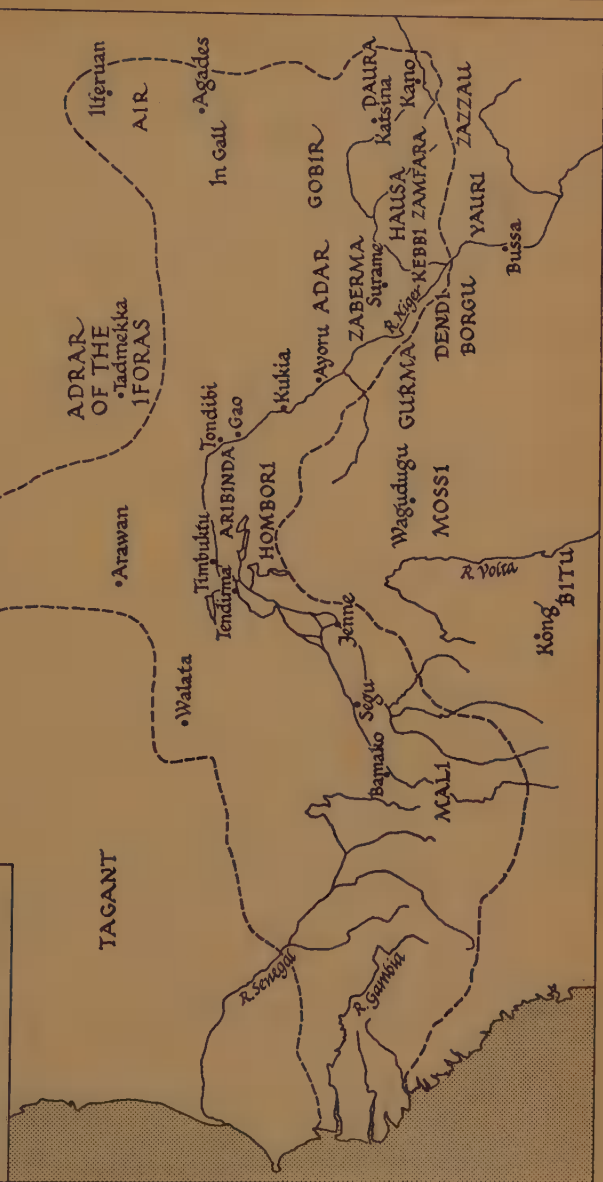 ADRAR
OF THE
Tadmekka
IFORAS
Ilferuan
AIR
TAGANT
Arawan
Walata
Agades
In Gall
Timbuktu
Tondibi
Tendirma
ARIBINDA
Gao
HOMBORI
R. Senegal
Kukia
GOBIR
Ayoru
ADAR
Jenne
ZABERMA
Surame
DAURA
Katsina
Kano
Segu
Bamako
R. Gambia
HAUSA
R. Niger
KEBBI
ZAMFARA
Wagudugu
GURMA
MALI
MOSSI
DENDI
BORGU
ZAZZAU
YAURI
R. Volta
Bussa
Kong
BITU